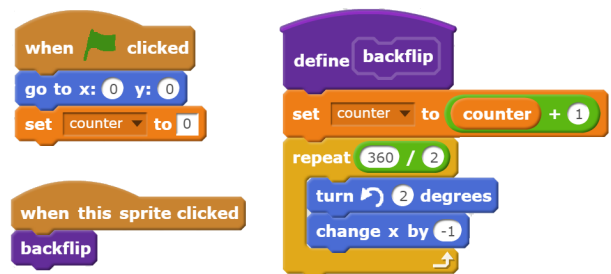 when clicked
go to x: 0 y: 0
set counter to 0
when this sprite clicked
backflip
define backflip
set counter to counter + 1
repeat 360 / 2
turn 2 degrees
change x by -1